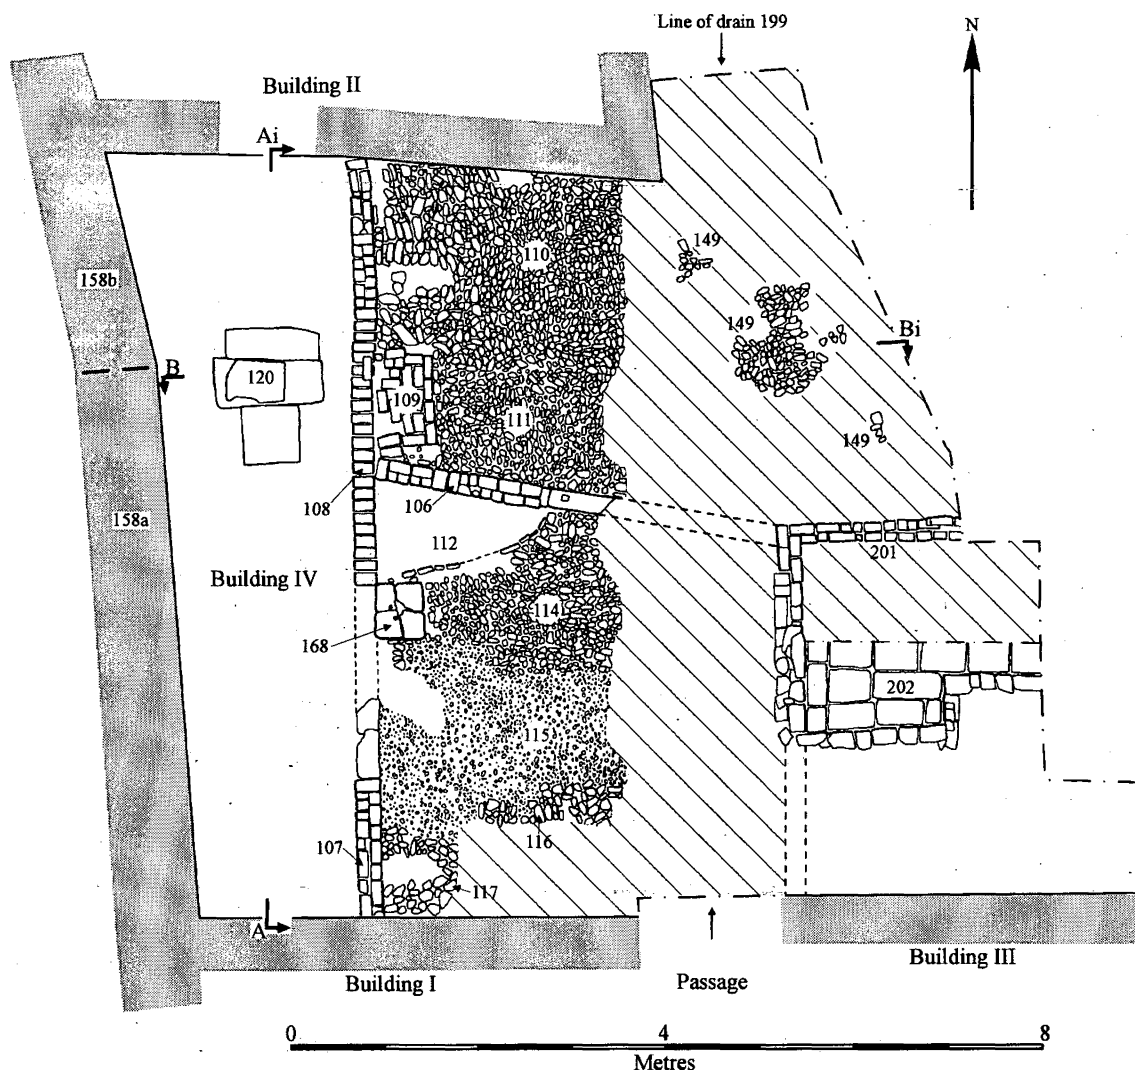 Line of drain 199
N
Building II
Ai
110
149
158b
149
Bi
B
120
109
111
149
158a
108
106
201
112
Building IV
114
168
202
115
107
116
117
A
Building III
Building I
Passage
0 4 8
Metres